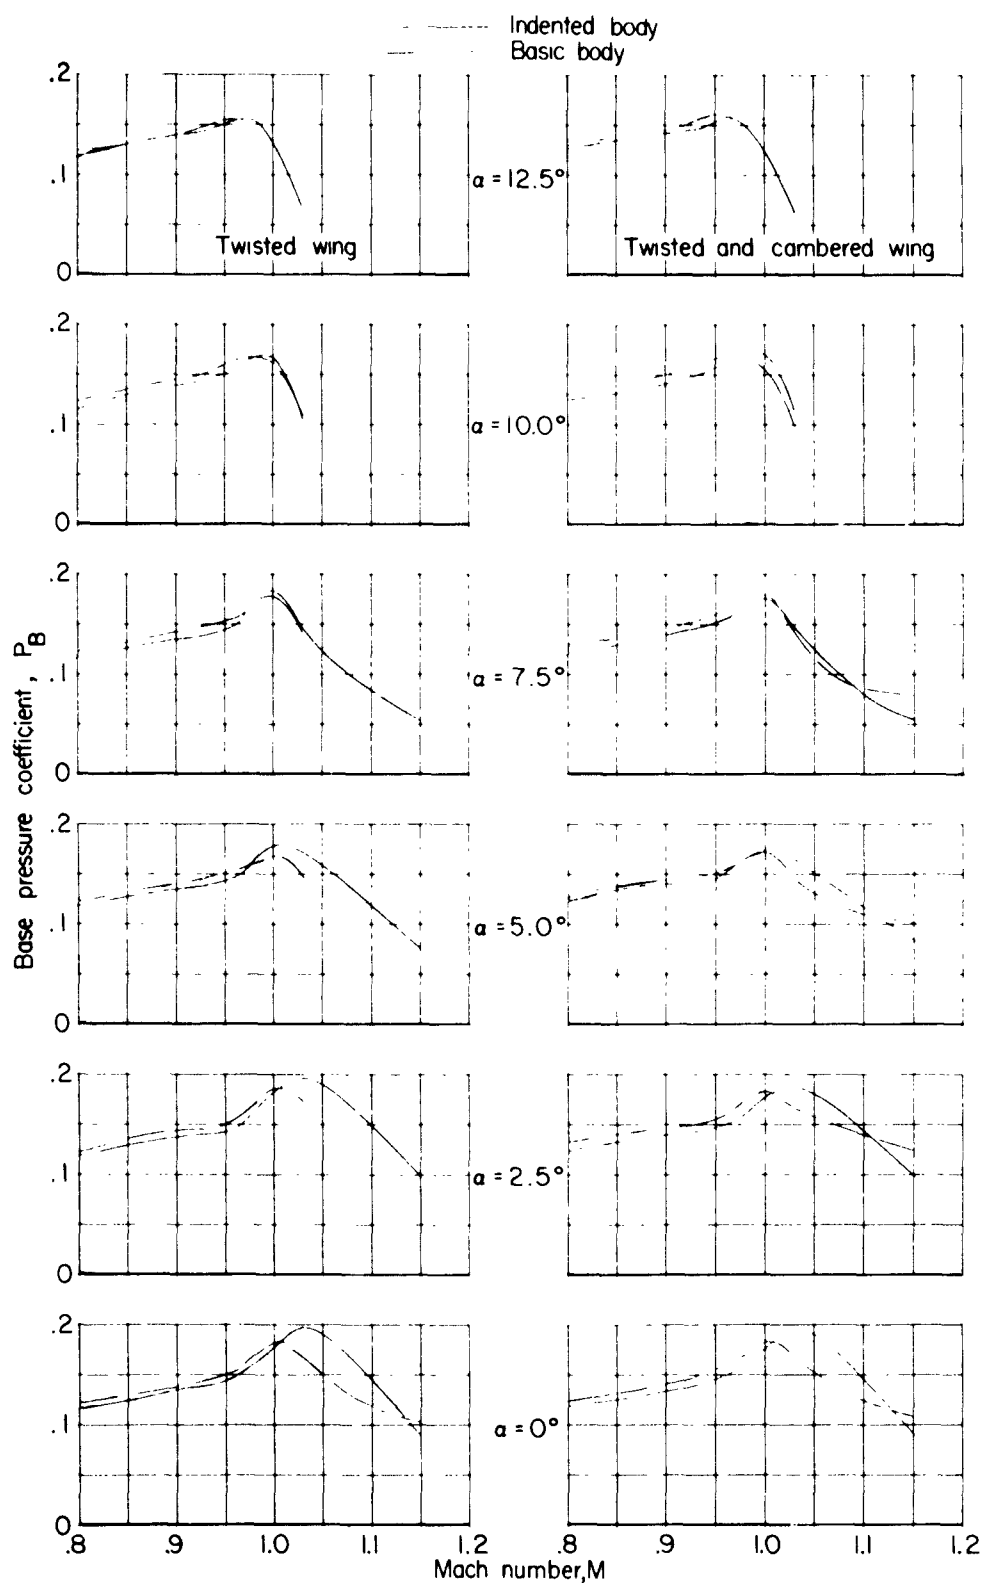 Indented body
Basic body
.2
.1
0
α = 12.5°
Twisted wing
Twisted and cambered wing
.2
.1
0
α = 10.0°
.2
.1
0
α = 7.5°
Base pressure coefficient, P_B
.2
.1
0
α = 5.0°
.2
.1
0
α = 2.5°
.2
.1
0
α = 0°
.8 .9 1.0 1.1 1.2 .8 .9 1.0 1.1 1.2
Mach number, M